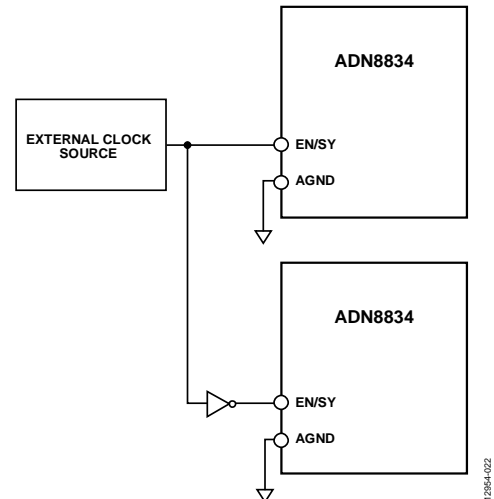 ADN8834
EXTERNAL CLOCK
SOURCE
EN/SY
AGND
ADN8834
EN/SY
AGND
12954-022